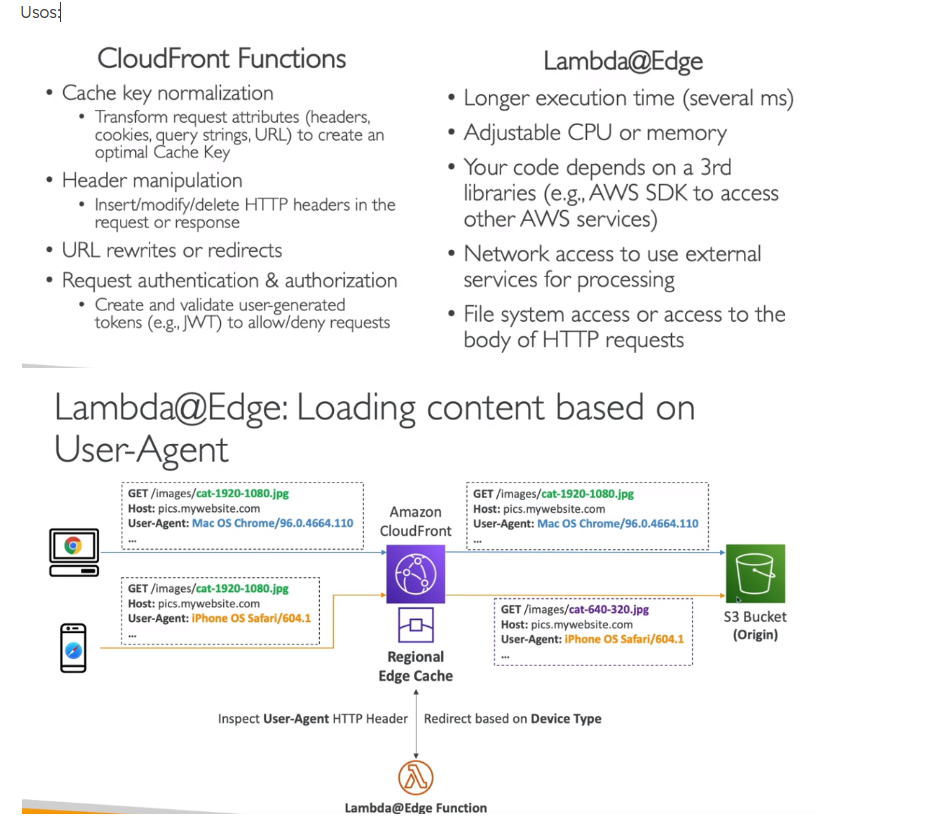 Usos:
CloudFront Functions
• Cache key normalization
• Transform request attributes (headers,
cookies, query strings, URL) to create an
optimal Cache Key
• Header manipulation
• Insert/modify/delete HTTP headers in the
request or response
• URL rewrites or redirects
• Request authentication & authorization
• Create and validate user-generated
tokens (e.g., JWT) to allow/deny requests
Lambda@Edge
• Longer execution time (several ms)
• Adjustable CPU or memory
• Your code depends on a 3rd
libraries (e.g., AWS SDK to access
other AWS services)
• Network access to use external
services for processing
• File system access or access to the
body of HTTP requests
Lambda@Edge: Loading content based on
User-Agent
GET /images/cat-1920-1080.jpg
Host: pics.mywebsite.com
User-Agent: Mac OS Chrome/96.0.4664.110
...
Amazon
CloudFront
GET /images/cat-1920-1080.jpg
Host: pics.mywebsite.com
User-Agent: Mac OS Chrome/96.0.4664.110
...
GET /images/cat-1920-1080.jpg
Host: pics.mywebsite.com
User-Agent: iPhone OS Safari/604.1
...
GET /images/cat-640-320.jpg
Host: pics.mywebsite.com
User-Agent: iPhone OS Safari/604.1
...
S3 Bucket
(Origin)
Regional
Edge Cache
Inspect User-Agent HTTP Header
Redirect based on Device Type
Lambda@Edge Function